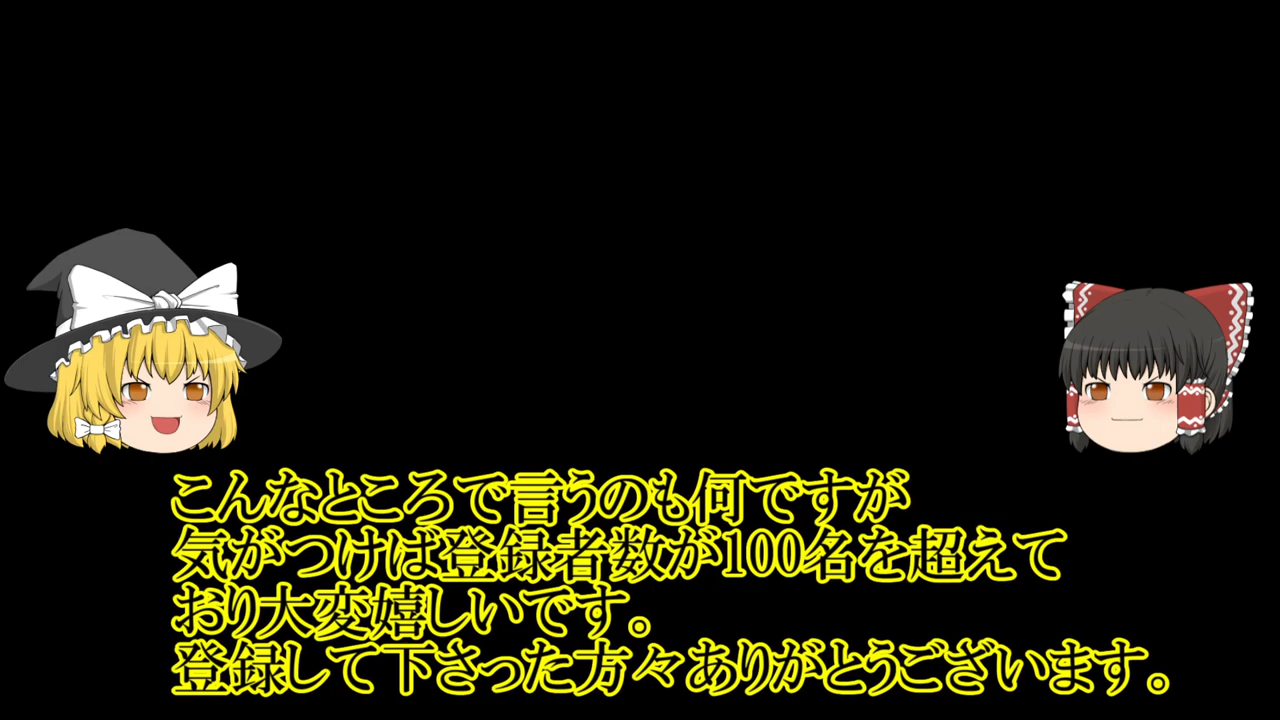 こんなところで言うのも何ですが
気がつけば登録者数が100名を超えて
おり大変嬉しいです。
登録して下さった方々ありがとうございます。